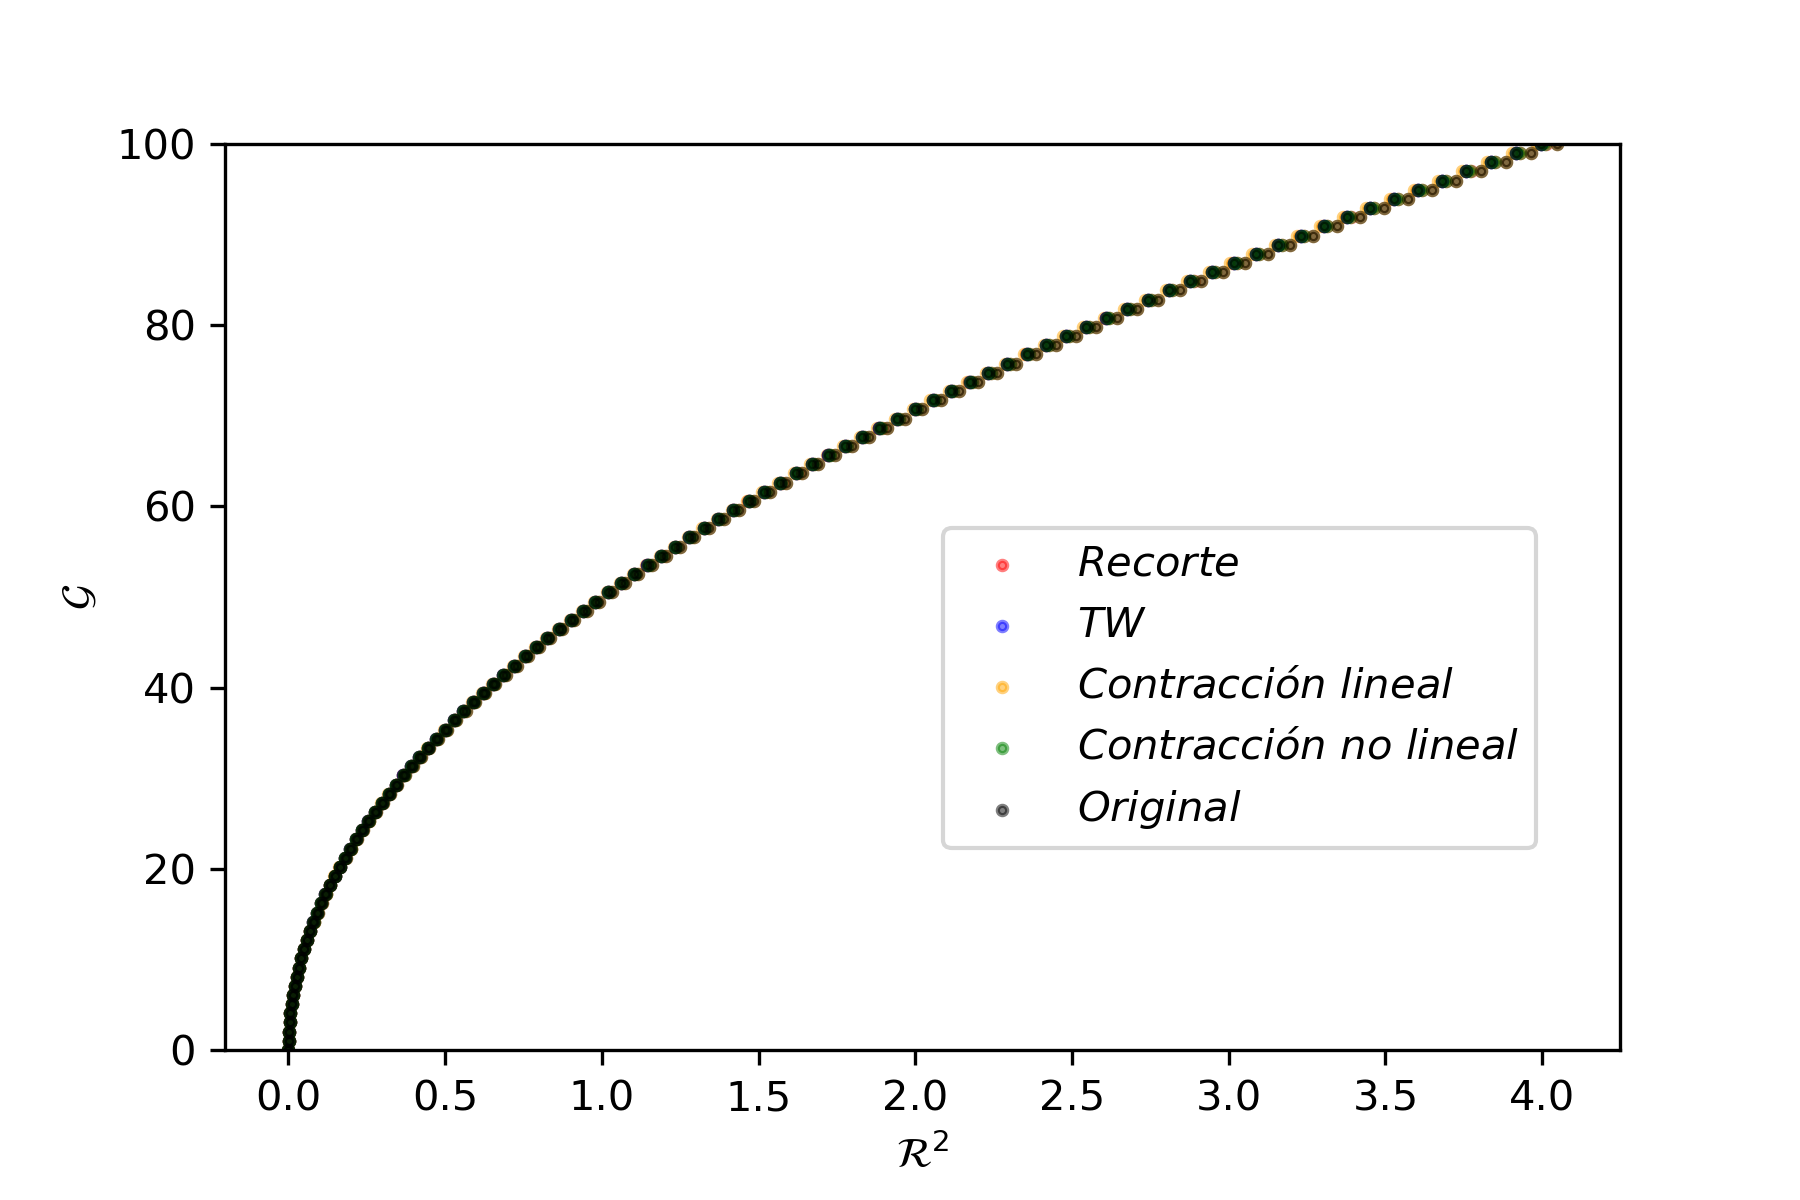 100
80
60
40
20
0
𝒢
Recorte
TW
Contracción lineal
Contracción no lineal
Original
0.0 0.5 1.0 1.5 2.0 2.5 3.0 3.5 4.0
ℛ²